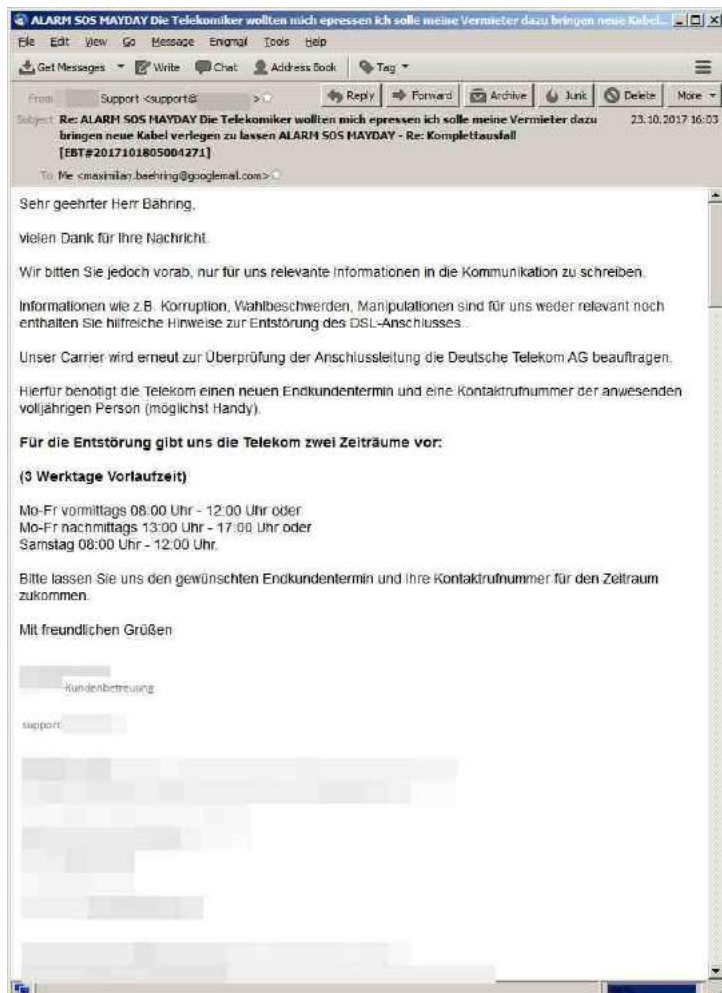 ALARM SOS MAYDAY Die Telekomiker wollten mich epressen ich solle meine Vermieter dazu bringen neue Kabel...
File Edit View Go Message Enigmail Tools Help
Get Messages Write Chat Address Book Tag
From Support <support@ > Reply Forward Archive Junk Delete More
Subject Re: ALARM SOS MAYDAY Die Telekomiker wollten mich epressen ich solle meine Vermieter dazu 23.10.2017 16:03
bringen neue Kabel verlegen zu lassen ALARM SOS MAYDAY - Re: Komplettausfall
[EBT#2017101805004271]
To Me <maximilian.baehring@googlemail.com>
Sehr geehrter Herr Bähring,
vielen Dank für Ihre Nachricht.
Wir bitten Sie jedoch vorab, nur für uns relevante Informationen in die Kommunikation zu schreiben.
Informationen wie z.B. Korruption, Wahlbeschwerden, Manipulationen sind für uns weder relevant noch
enthalten Sie hilfreiche Hinweise zur Entstörung des DSL-Anschlusses.
Unser Carrier wird erneut zur Überprüfung der Anschlussleitung die Deutsche Telekom AG beauftragen.
Hierfür benötigt die Telekom einen neuen Endkundentermin und eine Kontaktrufnummer der anwesenden
volljährigen Person (möglichst Handy).
Für die Entstörung gibt uns die Telekom zwei Zeiträume vor:
(3 Werktage Vorlaufzeit)
Mo-Fr vormittags 08:00 Uhr - 12:00 Uhr oder
Mo-Fr nachmittags 13:00 Uhr - 17:00 Uhr oder
Samstag 08:00 Uhr - 12:00 Uhr.
Bitte lassen Sie uns den gewünschten Endkundentermin und Ihre Kontaktrufnummer für den Zeitraum
zukommen.
Mit freundlichen Grüßen
Kundenbetreuung
support